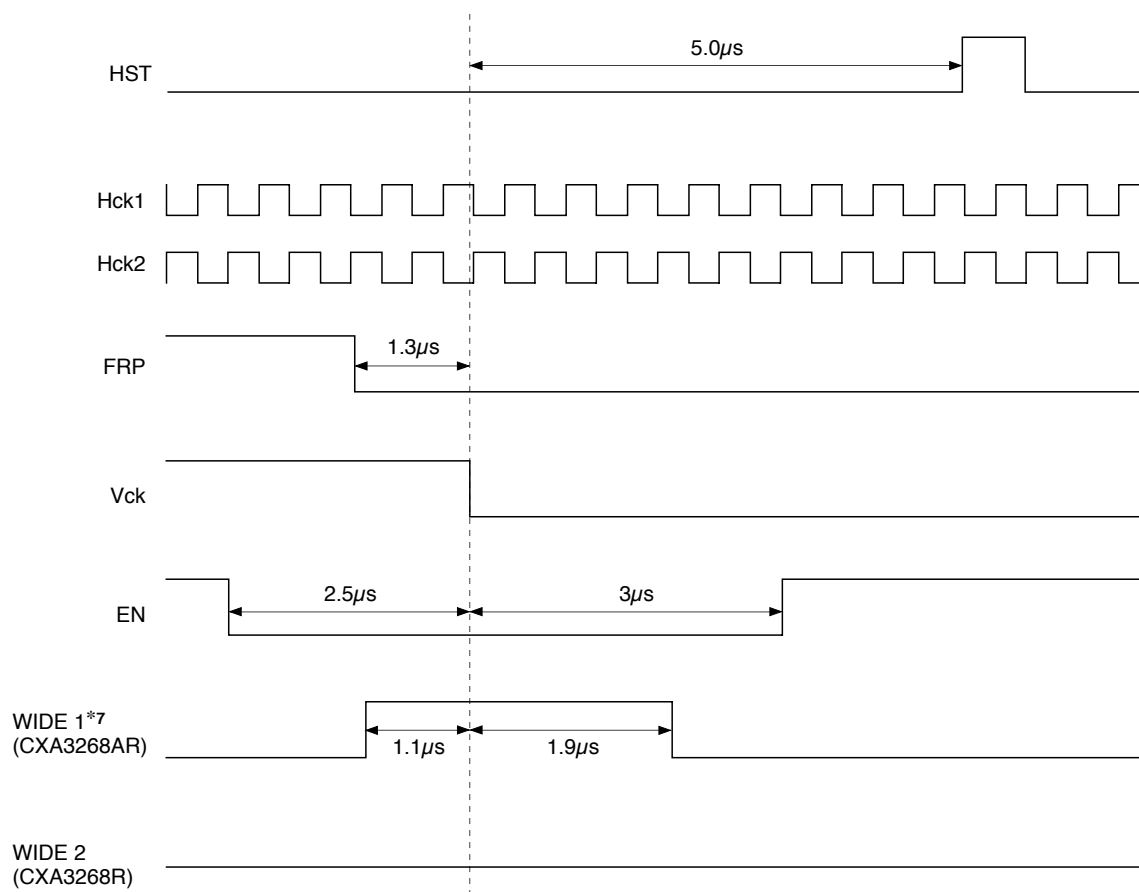 5.0µs
HST
Hck1
Hck2
1.3µs
FRP
Vck
2.5µs
3µs
EN
WIDE 1*7
(CXA3268AR)
1.1µs
1.9µs
WIDE 2
(CXA3268R)